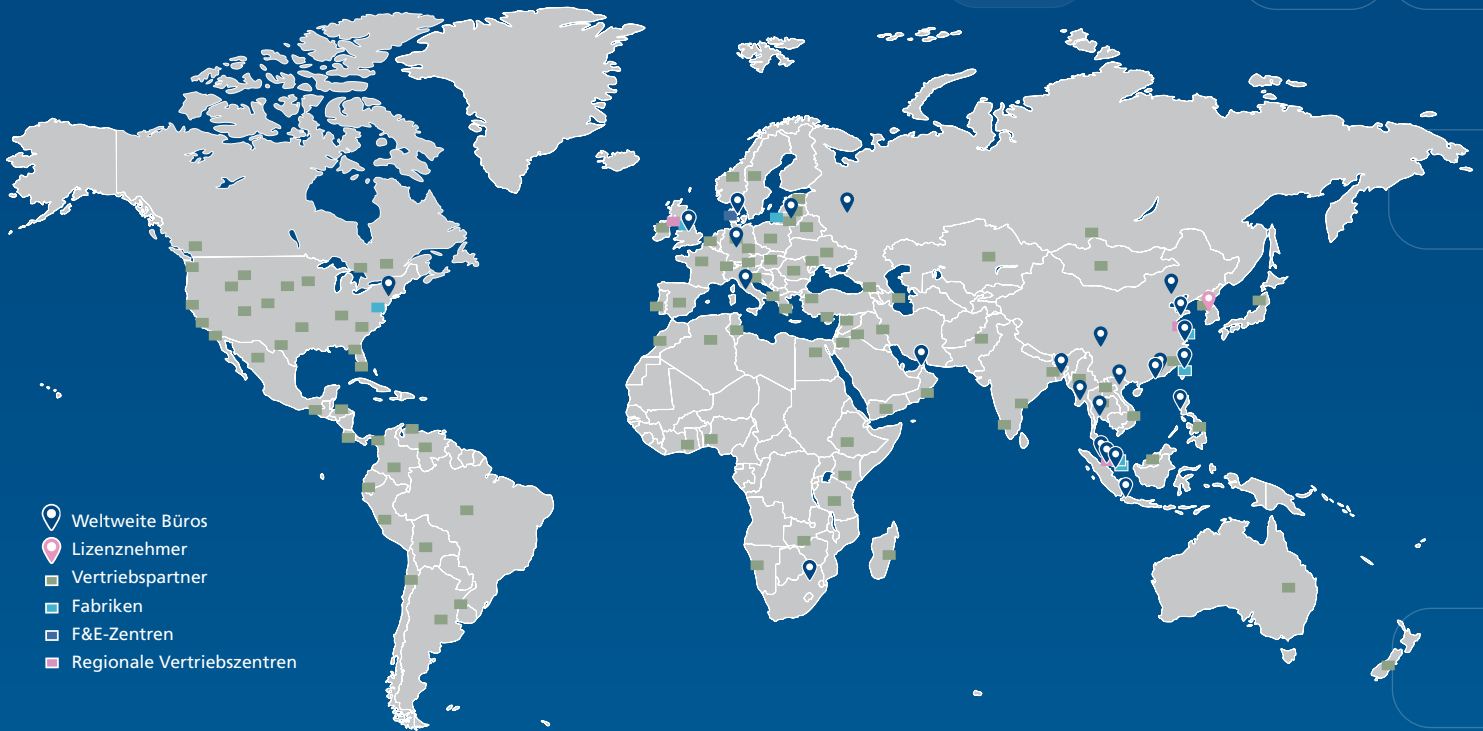 Weltweite Büros
Lizenznehmer
Vertriebspartner
Fabriken
F&E-Zentren
Regionale Vertriebszentren